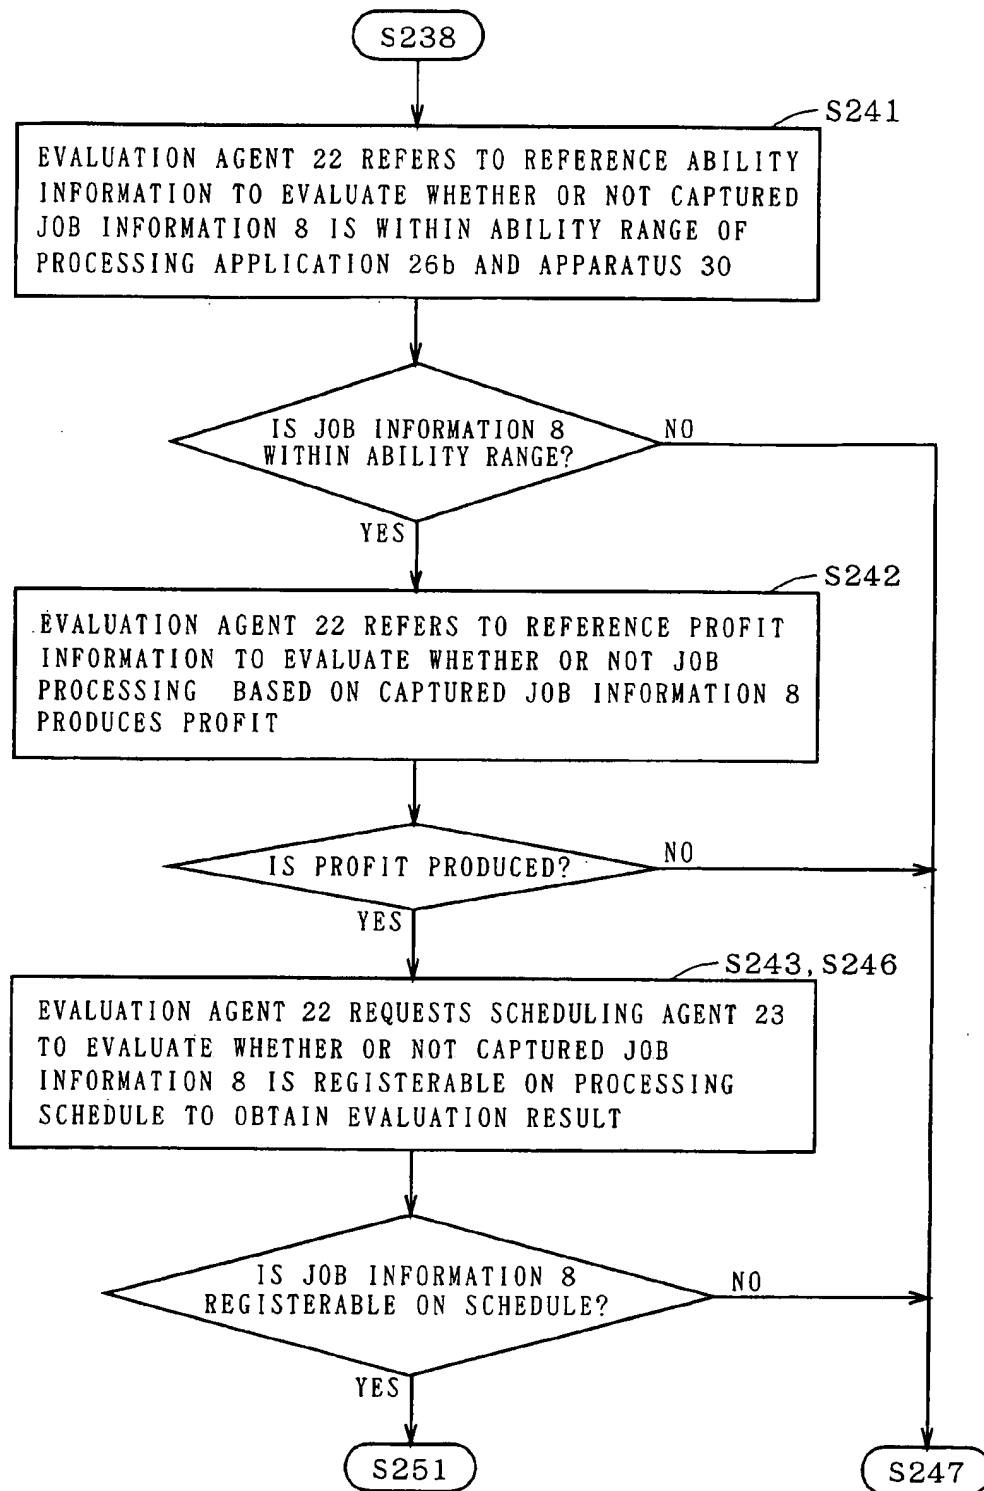 S238
S241
EVALUATION AGENT 22 REFERS TO REFERENCE ABILITY
INFORMATION TO EVALUATE WHETHER OR NOT CAPTURED
JOB INFORMATION 8 IS WITHIN ABILITY RANGE OF
PROCESSING APPLICATION 26b AND APPARATUS 30
IS JOB INFORMATION 8
WITHIN ABILITY RANGE?
NO
YES
S242
EVALUATION AGENT 22 REFERS TO REFERENCE PROFIT
INFORMATION TO EVALUATE WHETHER OR NOT JOB
PROCESSING BASED ON CAPTURED JOB INFORMATION 8
PRODUCES PROFIT
IS PROFIT PRODUCED?
NO
YES
S243, S246
EVALUATION AGENT 22 REQUESTS SCHEDULING AGENT 23
TO EVALUATE WHETHER OR NOT CAPTURED JOB
INFORMATION 8 IS REGISTERABLE ON PROCESSING
SCHEDULE TO OBTAIN EVALUATION RESULT
IS JOB INFORMATION 8
REGISTERABLE ON SCHEDULE?
NO
YES
S251
S247